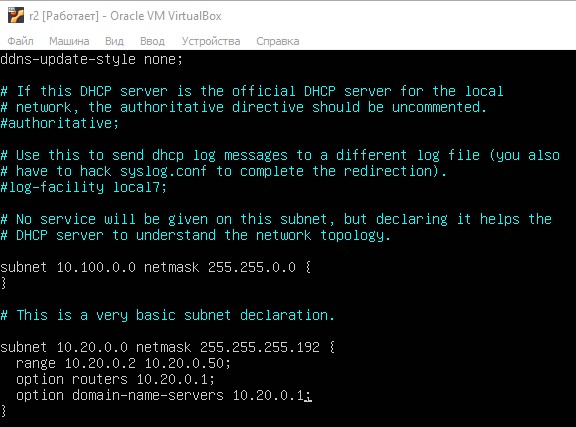 r2 [Работает] - Oracle VM VirtualBox
Файл Машина Вид Ввод Устройства Справка
ddns-update-style none;
# If this DHCP server is the official DHCP server for the local
# network, the authoritative directive should be uncommented.
#authoritative;
# Use this to send dhcp log messages to a different log file (you also
# have to hack syslog.conf to complete the redirection).
#log-facility local7;
# No service will be given on this subnet, but declaring it helps the
# DHCP server to understand the network topology.
subnet 10.100.0.0 netmask 255.255.0.0 {
}
# This is a very basic subnet declaration.
subnet 10.20.0.0 netmask 255.255.255.192 {
  range 10.20.0.2 10.20.0.50;
  option routers 10.20.0.1;
  option domain-name-servers 10.20.0.1;
}